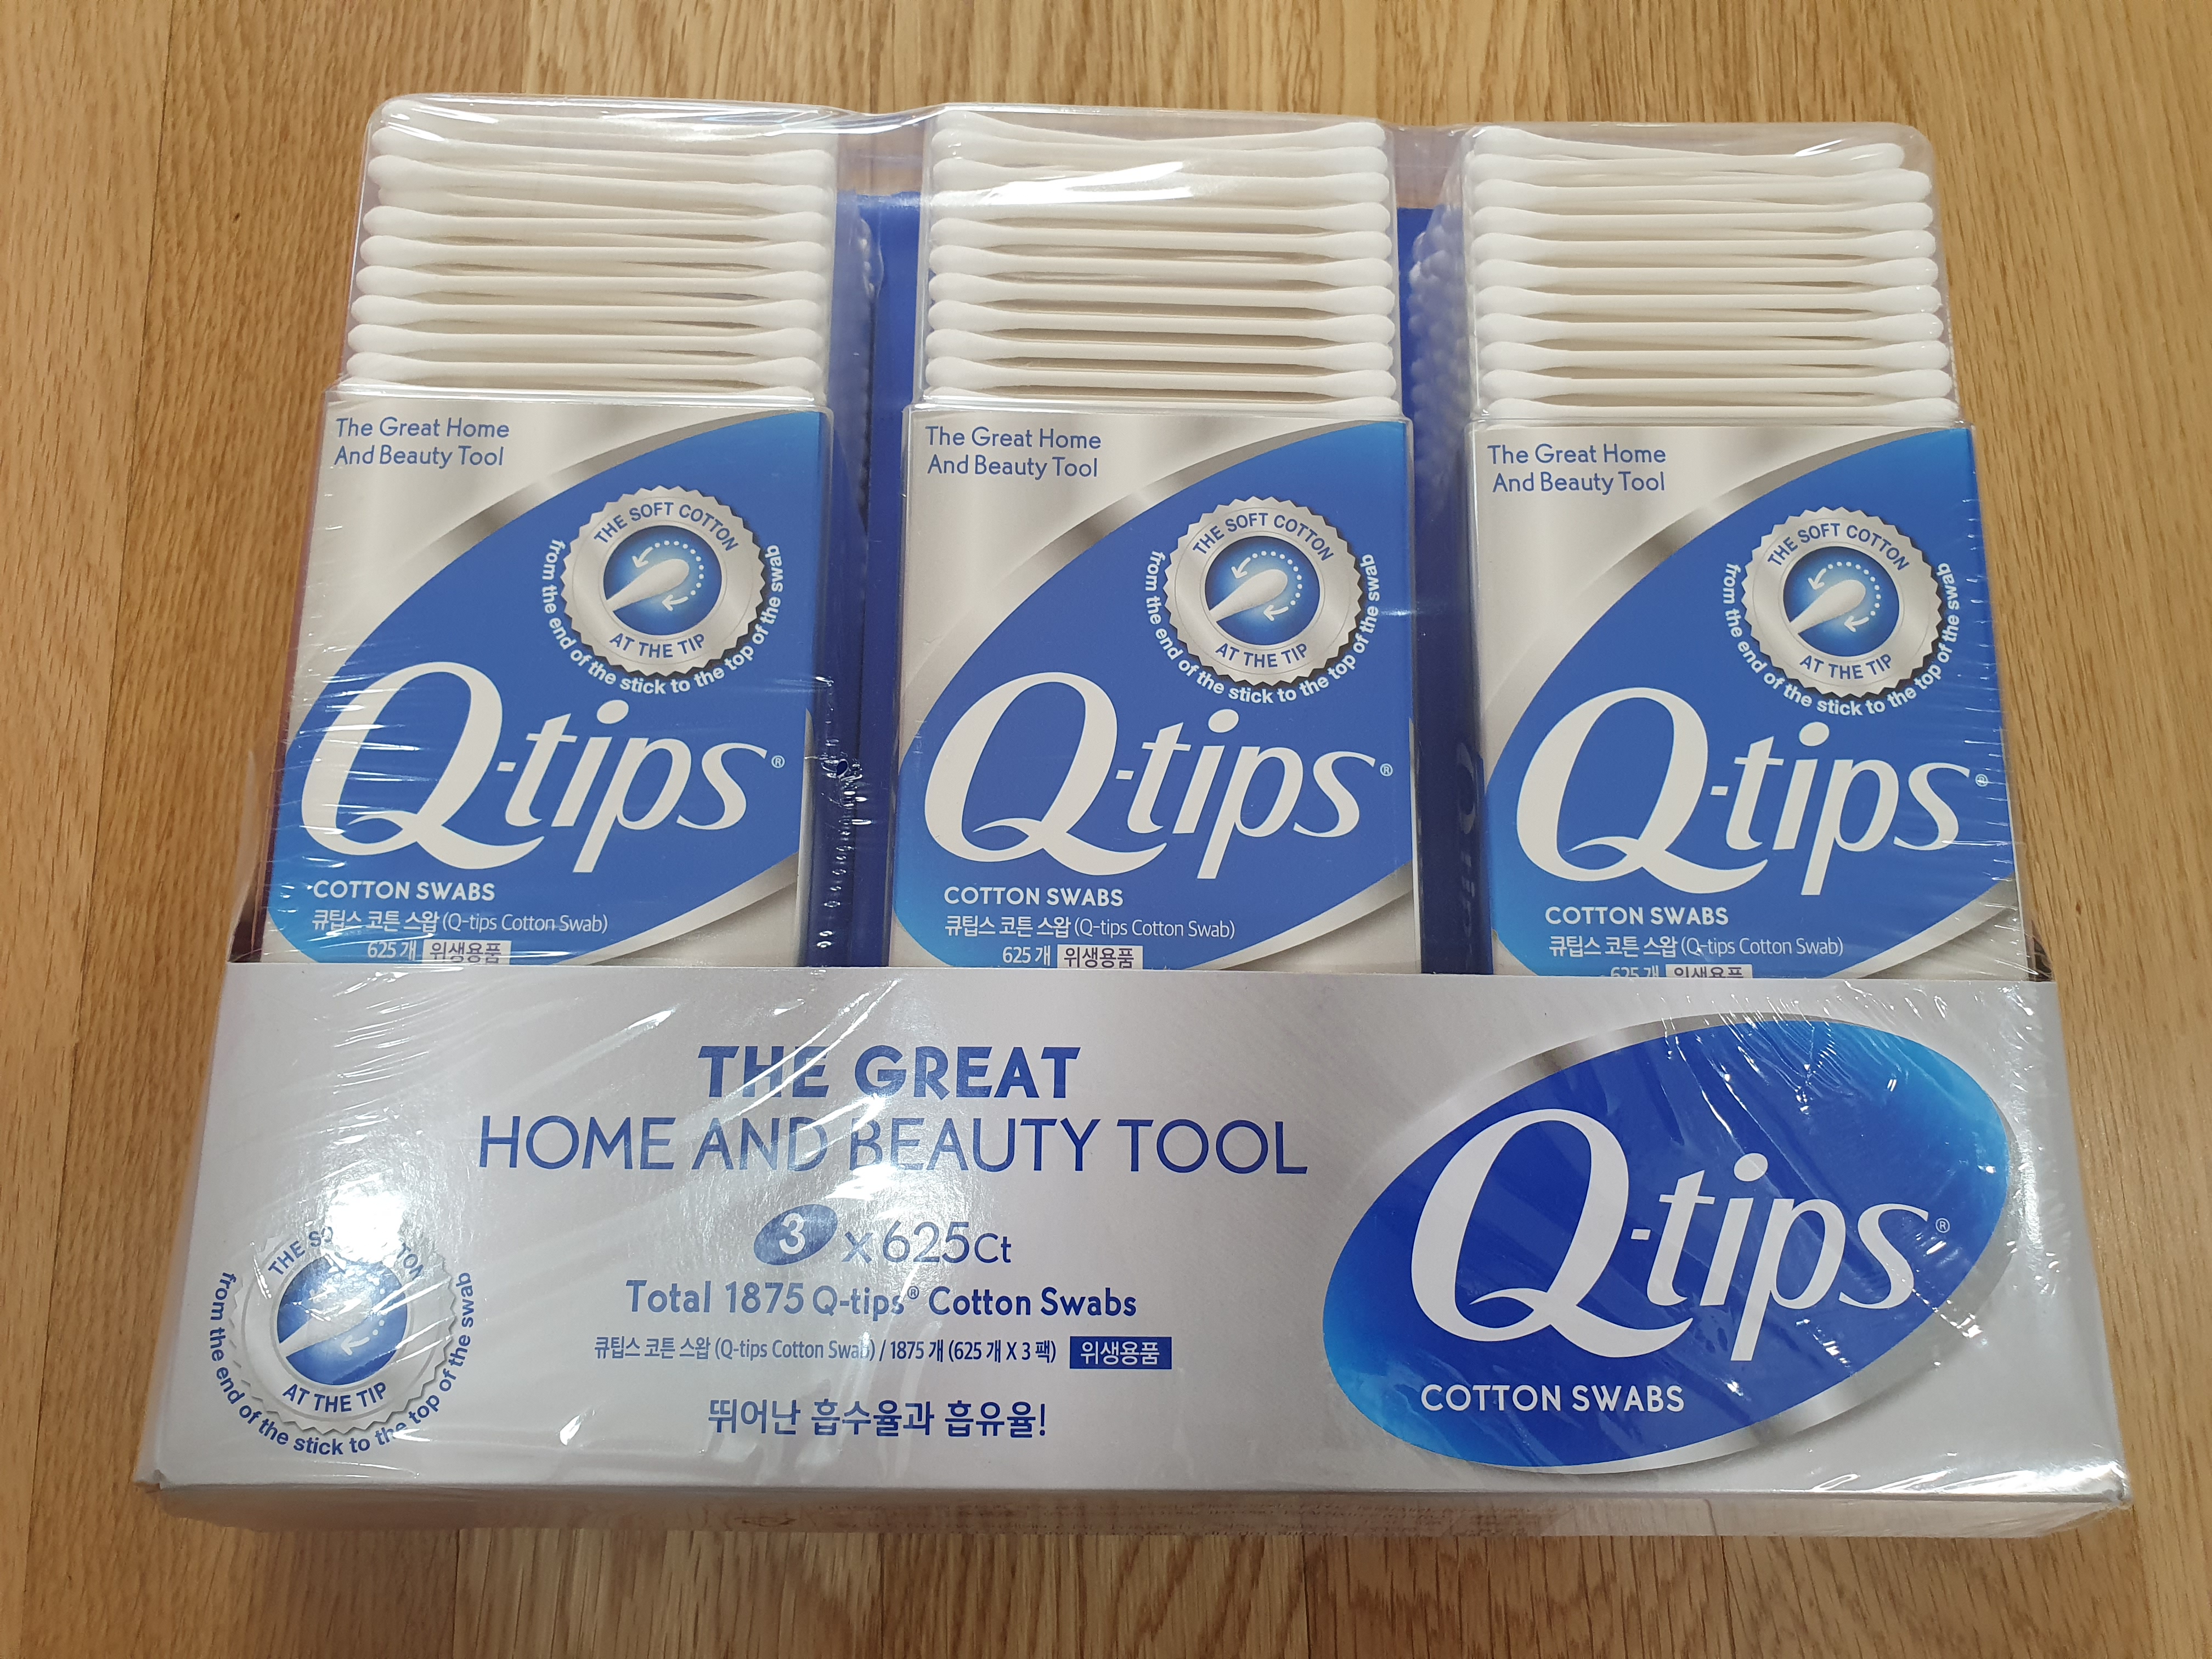 The Great Home
And Beauty Tool
THE SOFT COTTON
AT THE TIP
from the end of the stick to the top of the swab
Q-tips®
COTTON SWABS
큐팁스 코튼 스왑 (Q-tips Cotton Swab)
625 개 위생용품
The Great Home
And Beauty Tool
THE SOFT COTTON
AT THE TIP
from the end of the stick to the top of the swab
Q-tips®
COTTON SWABS
큐팁스 코튼 스왑 (Q-tips Cotton Swab)
625 개 위생용품
The Great Home
And Beauty Tool
THE SOFT COTTON
AT THE TIP
from the end of the stick to the top of the swab
Q-tips®
COTTON SWABS
큐팁스 코튼 스왑 (Q-tips Cotton Swab)
625 개 위생용품
THE GREAT
HOME AND BEAUTY TOOL
3 x 625Ct
Total 1875 Q-tips® Cotton Swabs
큐팁스 코튼 스왑 (Q-tips Cotton Swab) / 1875 개 (625 개 X 3 팩) 위생용품
뛰어난 흡수율과 흡유율!
THE SOFT COTTON
AT THE TIP
from the end of the stick to the top of the swab
Q-tips®
COTTON SWABS